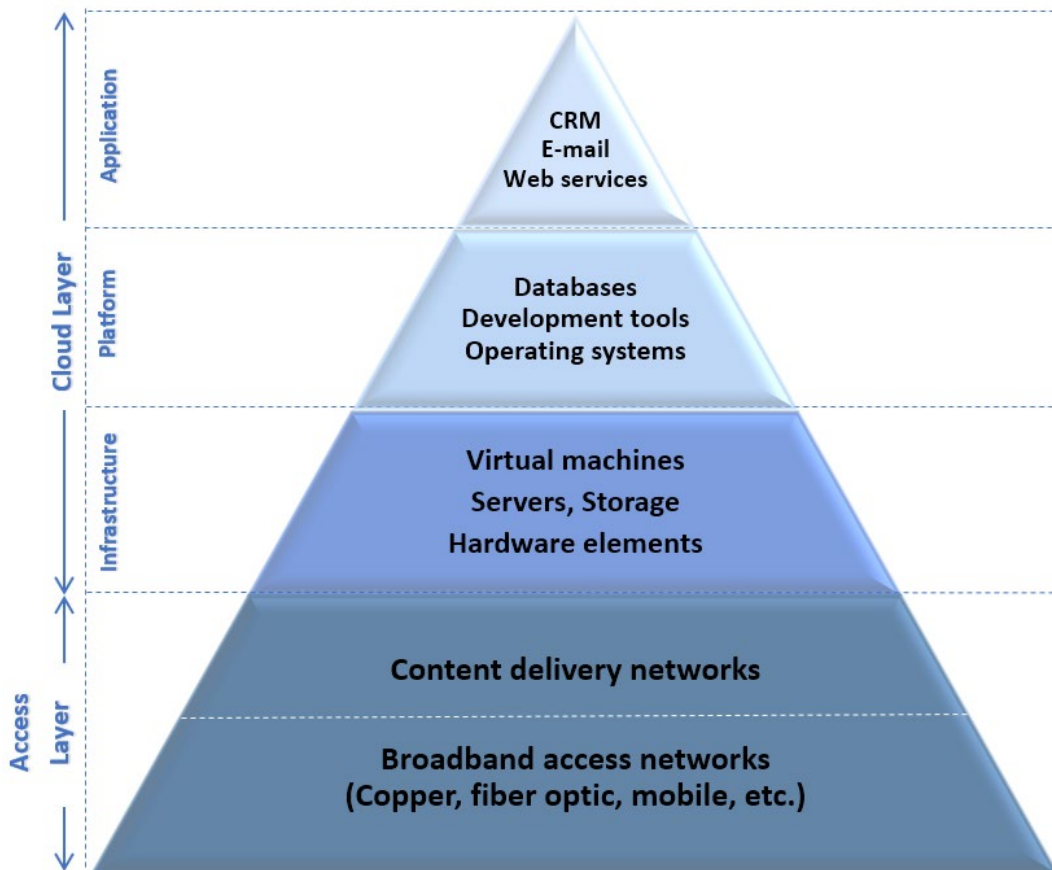 Application
CRM
E-mail
Web services
Cloud Layer
Platform
Databases
Development tools
Operating systems
Infrastructure
Virtual machines
Servers, Storage
Hardware elements
Access
Layer
Content delivery networks
Broadband access networks
(Copper, fiber optic, mobile, etc.)